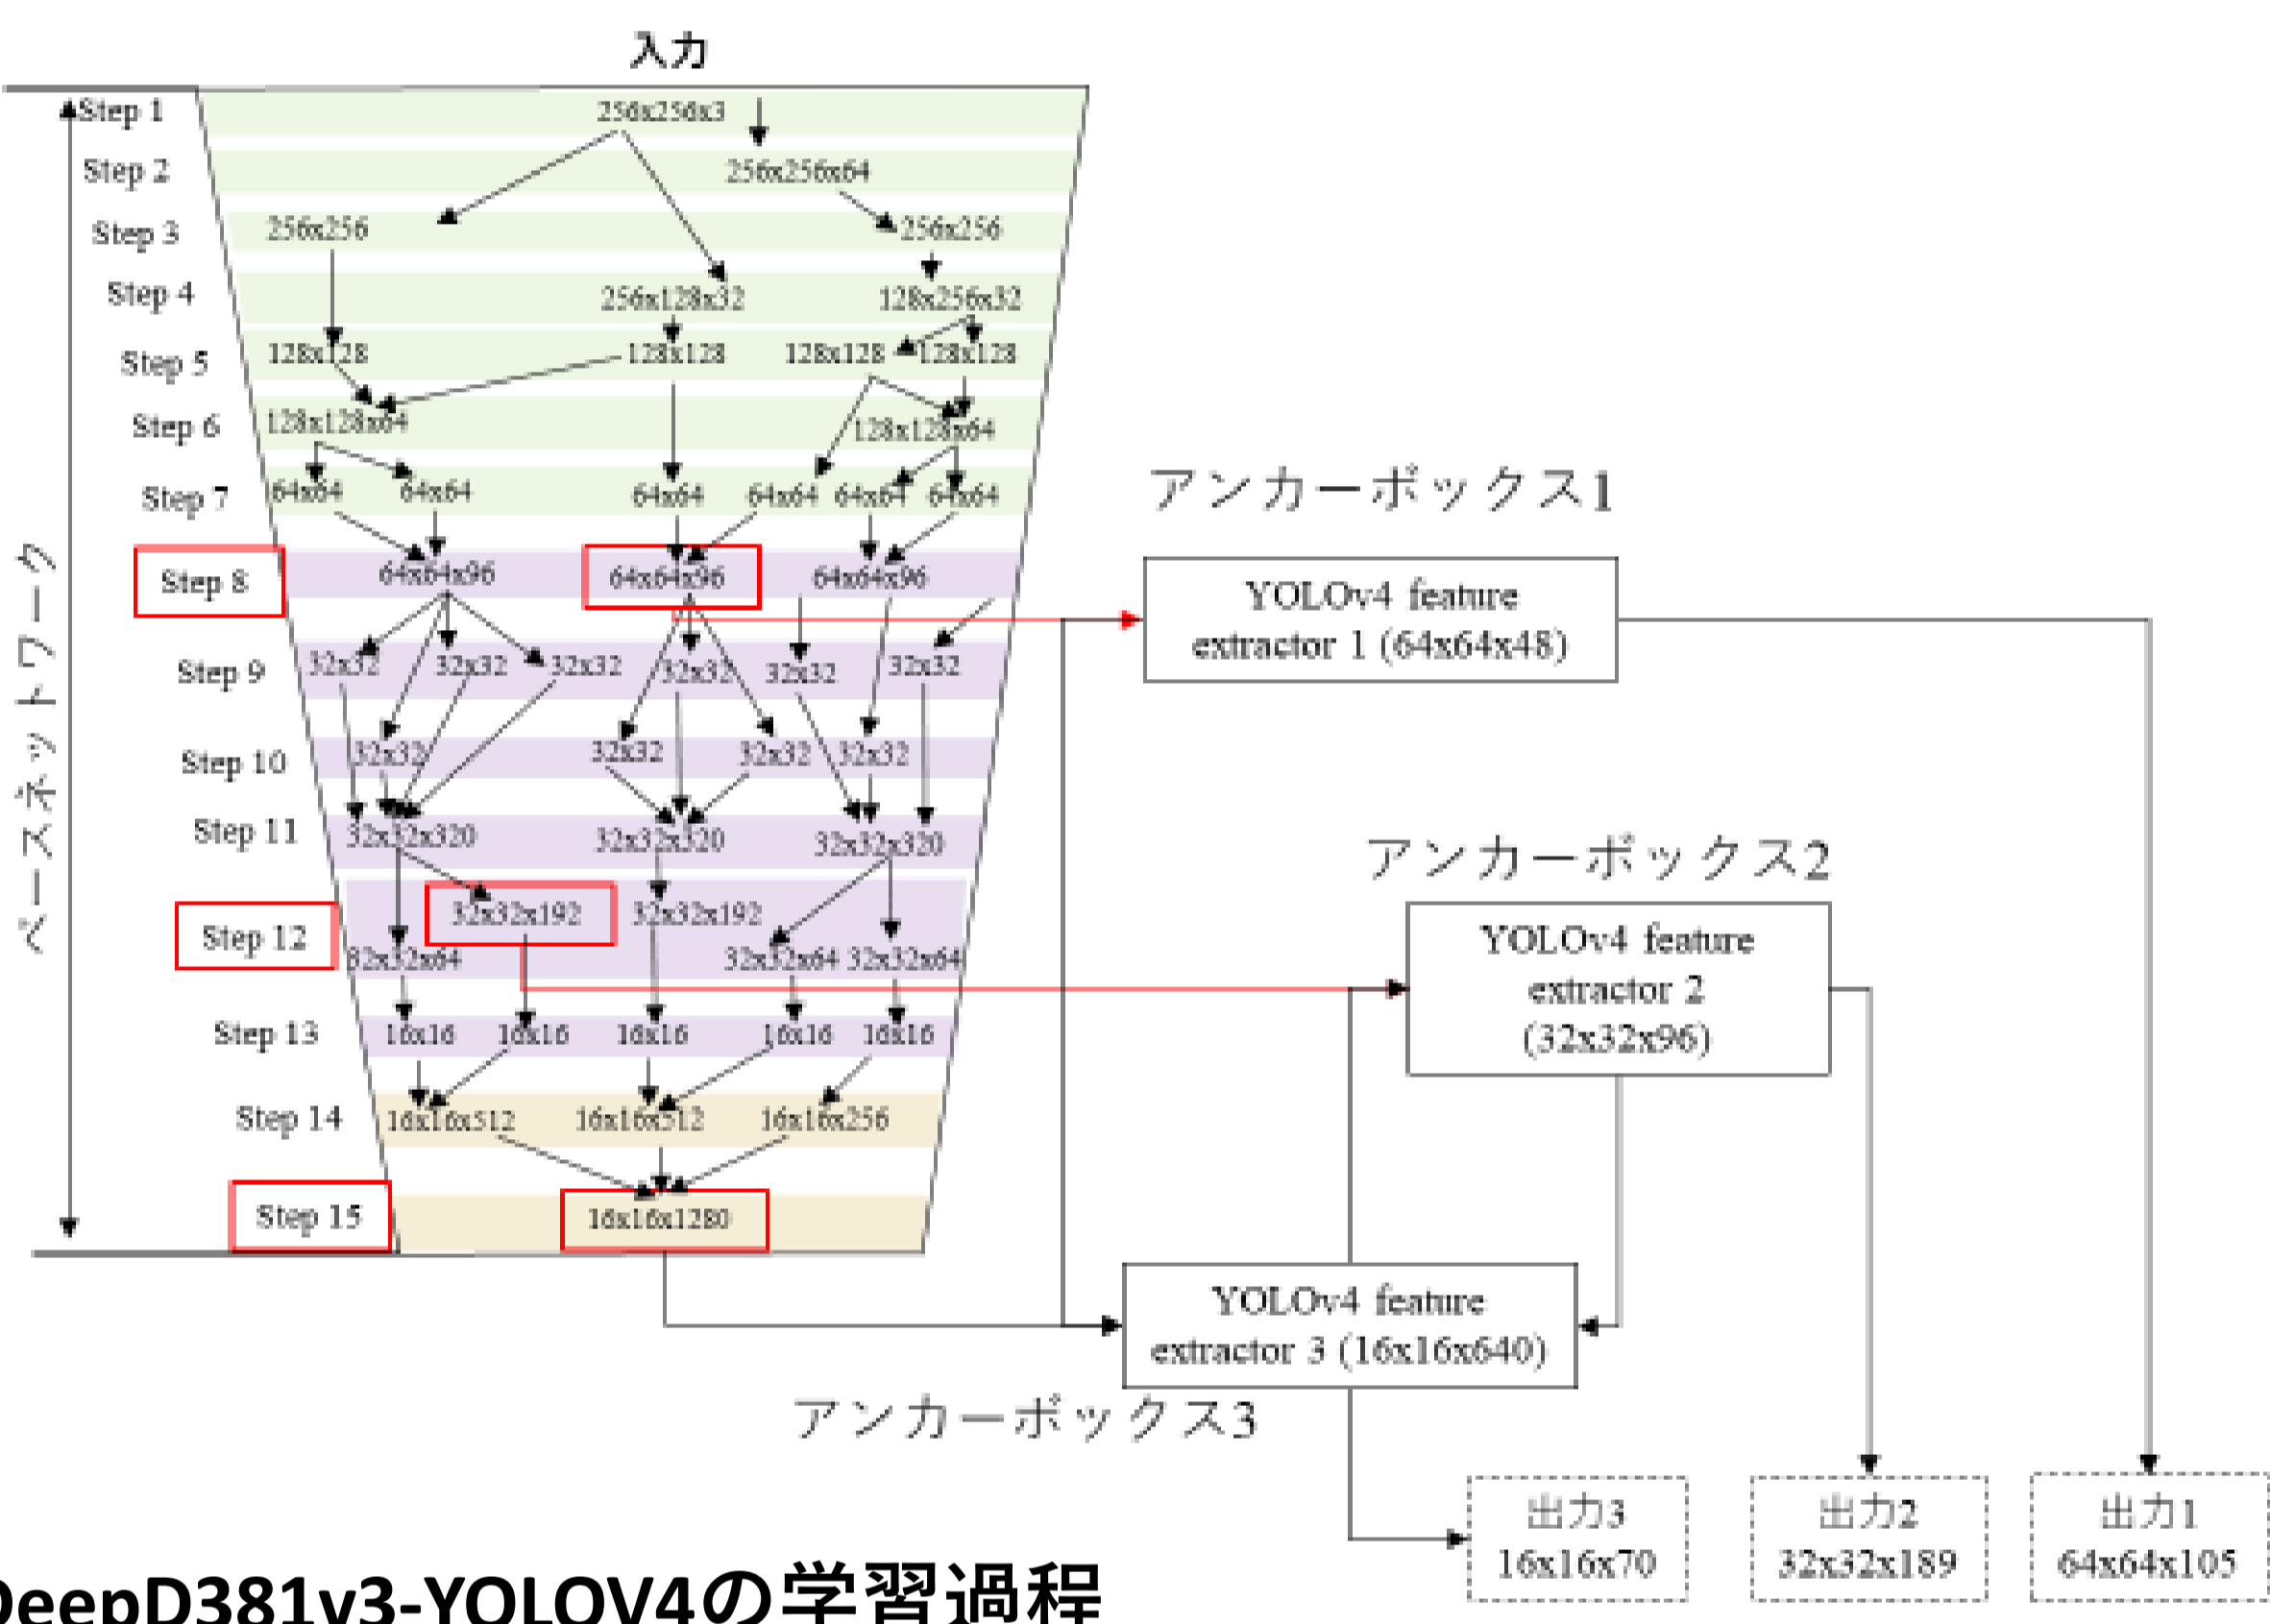 入力
Step 1 256x256x3
Step 2 256x256x64
Step 3 256x256 256x256
Step 4 256x128x32 128x256x32
Step 5 128x128 128x128 128x128 128x128
Step 6 128x128x64 128x128x64
Step 7 64x64 64x64 64x64 64x64 64x64 64x64
Step 8 64x64x96 64x64x96 64x64x96
Step 9 32x32 32x32 32x32 32x32 32x32 32x32
Step 10 32x32 32x32 32x32 32x32
Step 11 32x32x320 32x32x320 32x32x320
32x32x192 32x32x192
Step 12
32x32x64 32x32x64 32x32x64
Step 13 16x16 16x16 16x16 16x16 16x16
Step 14 16x16x512 16x16x512 16x16x256
Step 15 16x16x1280
ベースネットワーク
アンカーボックス1
YOLOv4 feature
extractor 1 (64x64x48)
アンカーボックス2
YOLOv4 feature
extractor 2
(32x32x96)
YOLOv4 feature
extractor 3 (16x16x640)
アンカーボックス3
出力3
16x16x70
出力2
32x32x189
出力1
64x64x105
DeepD381v3-YOLOV4の学習過程